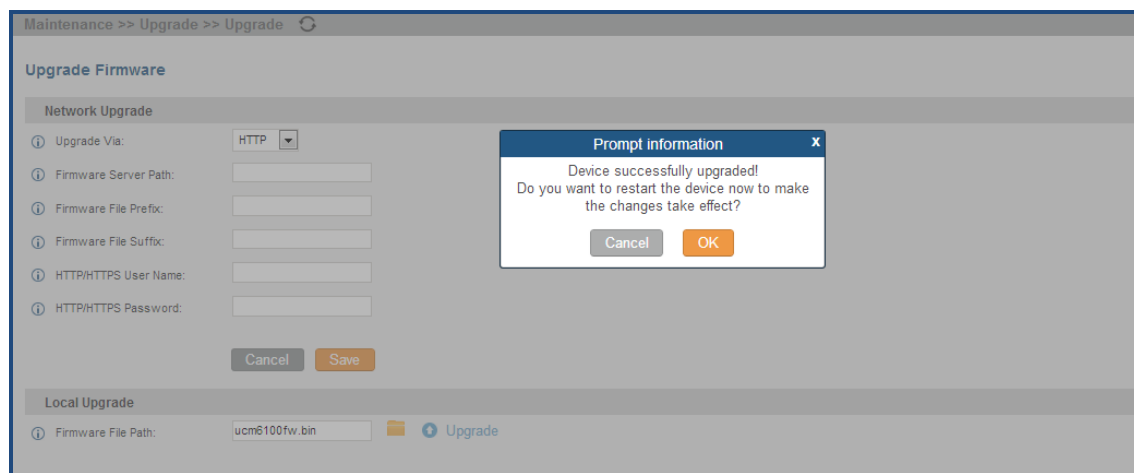 Maintenance >> Upgrade >> Upgrade
Upgrade Firmware
Network Upgrade
Upgrade Via:
HTTP
Firmware Server Path:
Firmware File Prefix:
Firmware File Suffix:
HTTP/HTTPS User Name:
HTTP/HTTPS Password:
Cancel Save
Prompt information x
Device successfully upgraded!
Do you want to restart the device now to make
the changes take effect?
Cancel OK
Local Upgrade
Firmware File Path: ucm6100fw.bin Upgrade